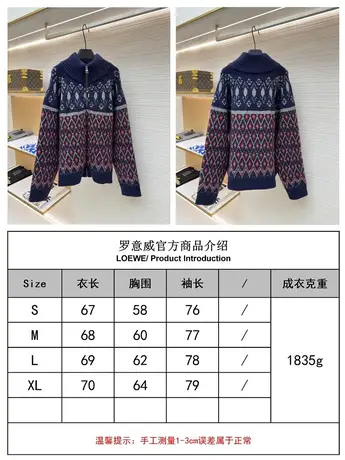 罗意威官方商品介绍
LOEWE/ Product Introduction
Size 衣长 胸围 袖长 / 成衣克重
S 67 58 76 /
M 68 60 77 /
L 69 62 78 /
XL 70 64 79 /
1835g
/
温馨提示：手工测量1-3cm误差属于正常